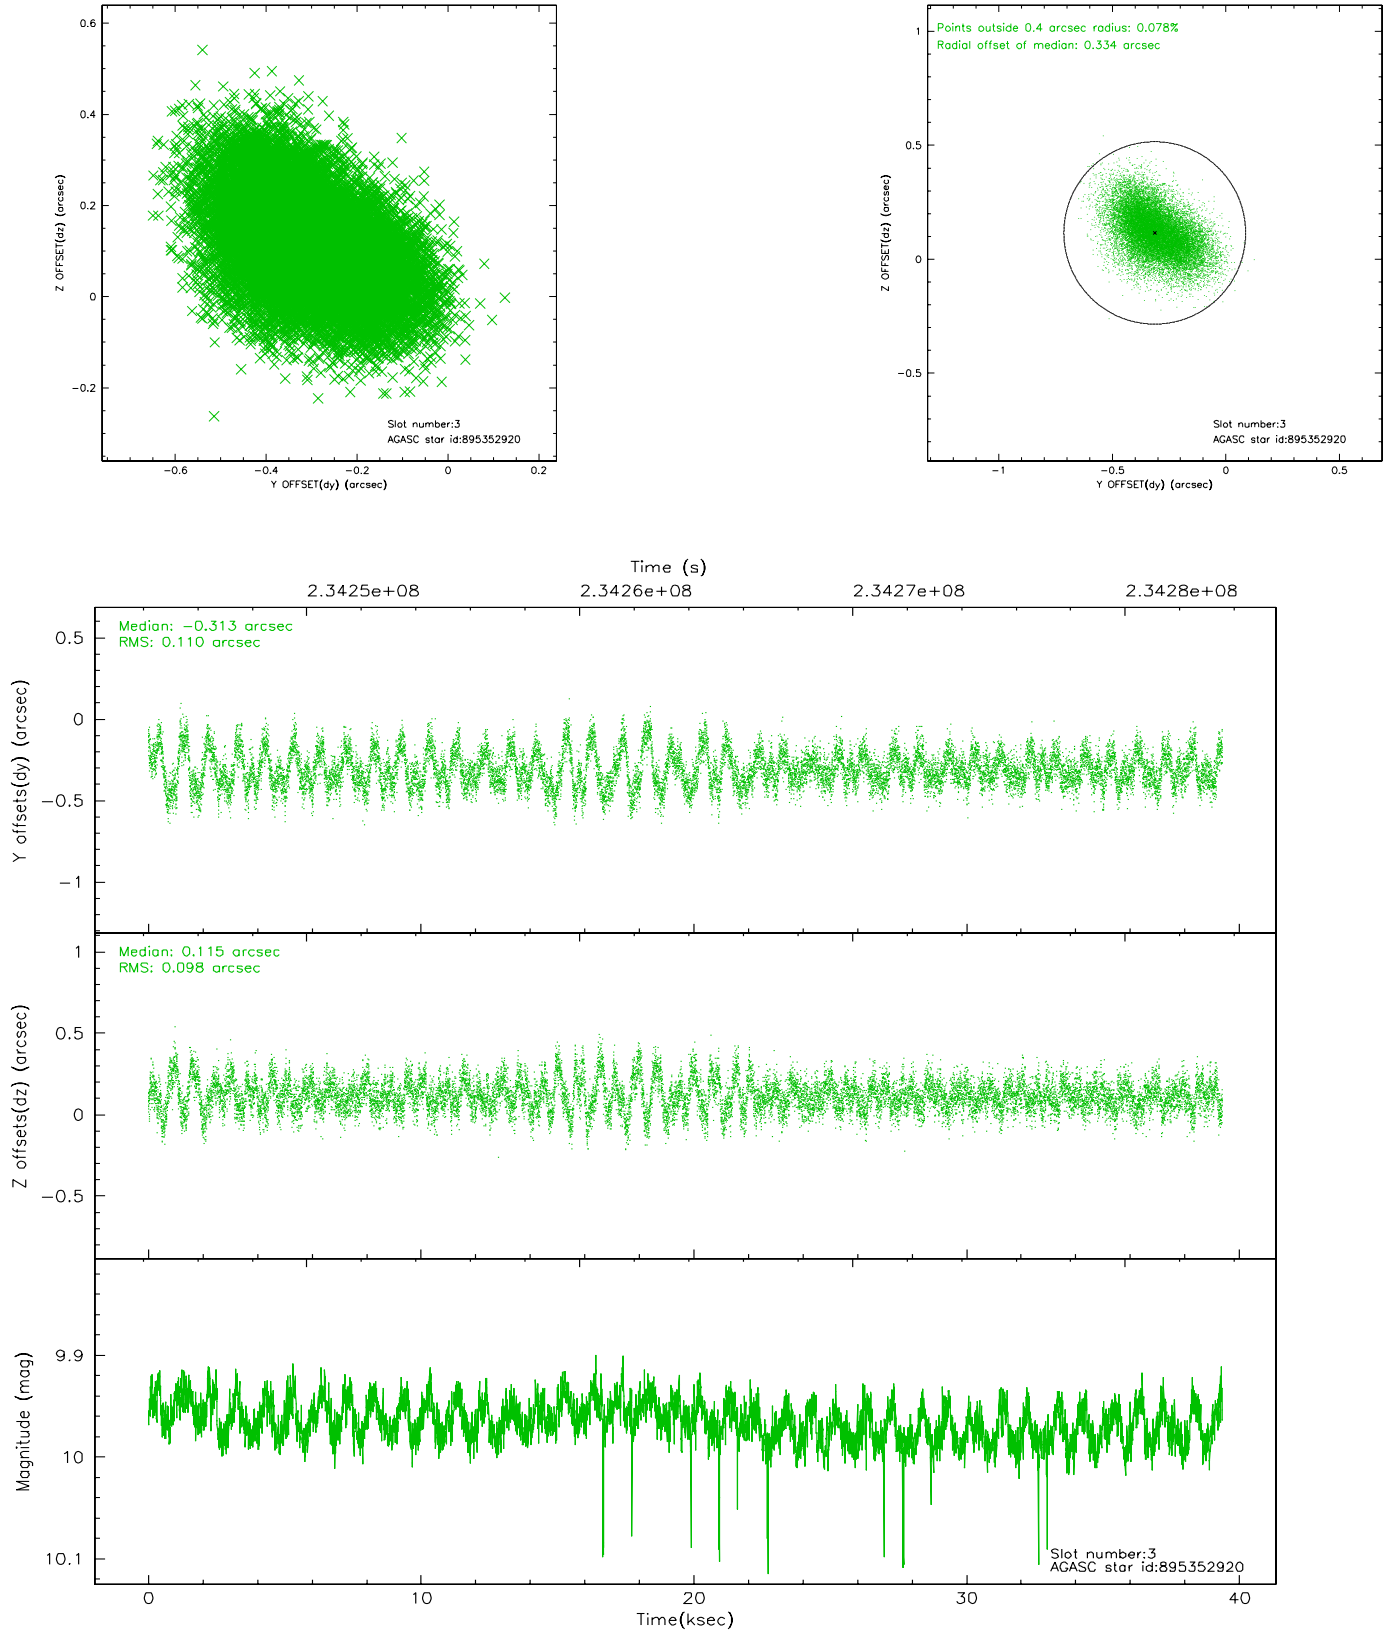 0.6
0.4
0.2
0
−0.2
Z OFFSET(dz) (arcsec)
Slot number:3
AGASC star id:895352920
−0.6 −0.4 −0.2 0 0.2
Y OFFSET(dy) (arcsec)
Points outside 0.4 arcsec radius: 0.078%
Radial offset of median: 0.334 arcsec
1
0.5
0
−0.5
Z OFFSET(dz) (arcsec)
Slot number:3
AGASC star id:895352920
−1 −0.5 0 0.5
Y OFFSET(dy) (arcsec)
Time (s)
2.3425e+08 2.3426e+08 2.3427e+08 2.3428e+08
Median: −0.313 arcsec
RMS: 0.110 arcsec
0.5
0
−0.5
−1
Y offsets(dy) (arcsec)
Median: 0.115 arcsec
RMS: 0.098 arcsec
1
0.5
0
−0.5
Z offsets(dz) (arcsec)
9.9
10
10.1
Magnitude (mag)
Slot number:3
AGASC star id:895352920
0 10 20 30 40
Time(ksec)